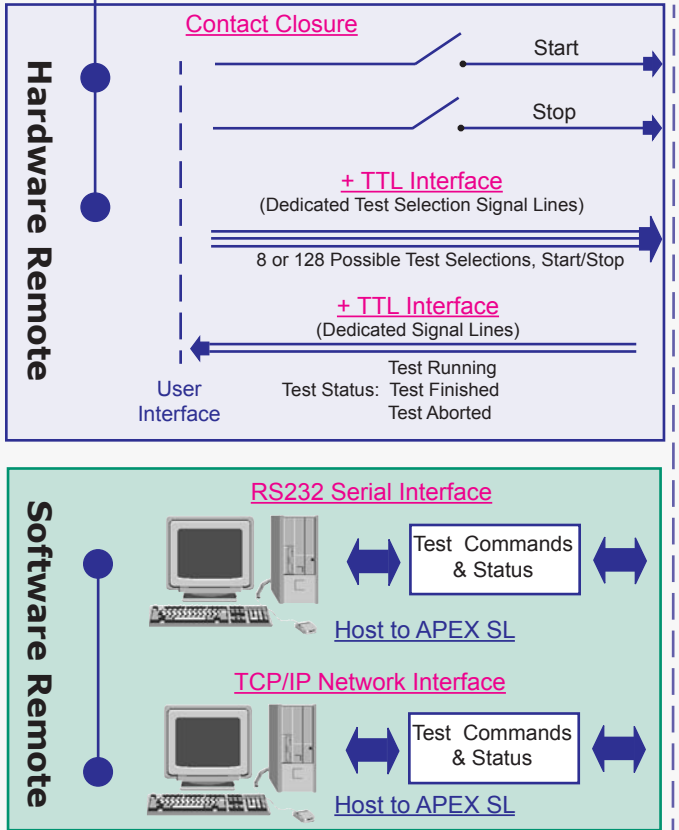 Hardware Remote
Contact Closure
Start
Stop
+ TTL Interface
(Dedicated Test Selection Signal Lines)
8 or 128 Possible Test Selections, Start/Stop
+ TTL Interface
(Dedicated Signal Lines)
Test Running
Test Status: Test Finished
Test Aborted
User
Interface
Software Remote
RS232 Serial Interface
Test Commands
& Status
Host to APEX SL
TCP/IP Network Interface
Test Commands
& Status
Host to APEX SL